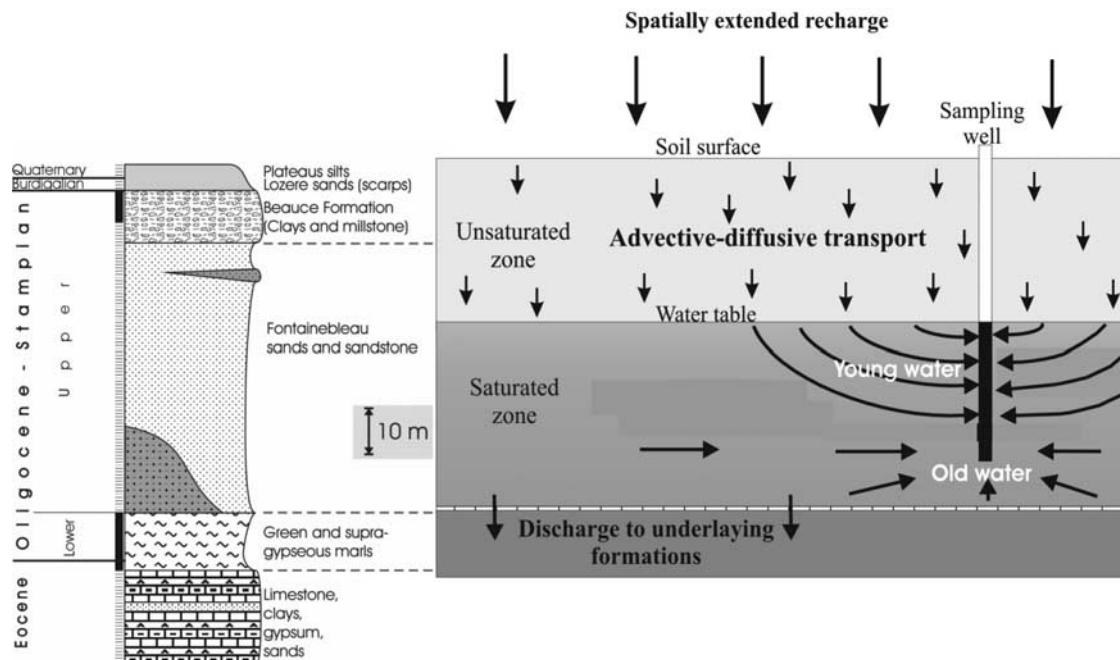 Spatially extended recharge
Sampling
well
Soil surface
Quaternary
Burdigalian
Plateaus silts
Lozere sands (scarps)
Beauce Formation
(Clays and millstone)
Oligocene - Stampian
Upper
Unsaturated
zone
Advective-diffusive transport
Water table
Fontainebleau
sands and sandstone
Young water
Saturated
zone
10 m
Old water
Lower
Green and supra-
gypseous marls
Discharge to underlaying
formations
Eocene
Limestone,
clays,
gypsum,
sands